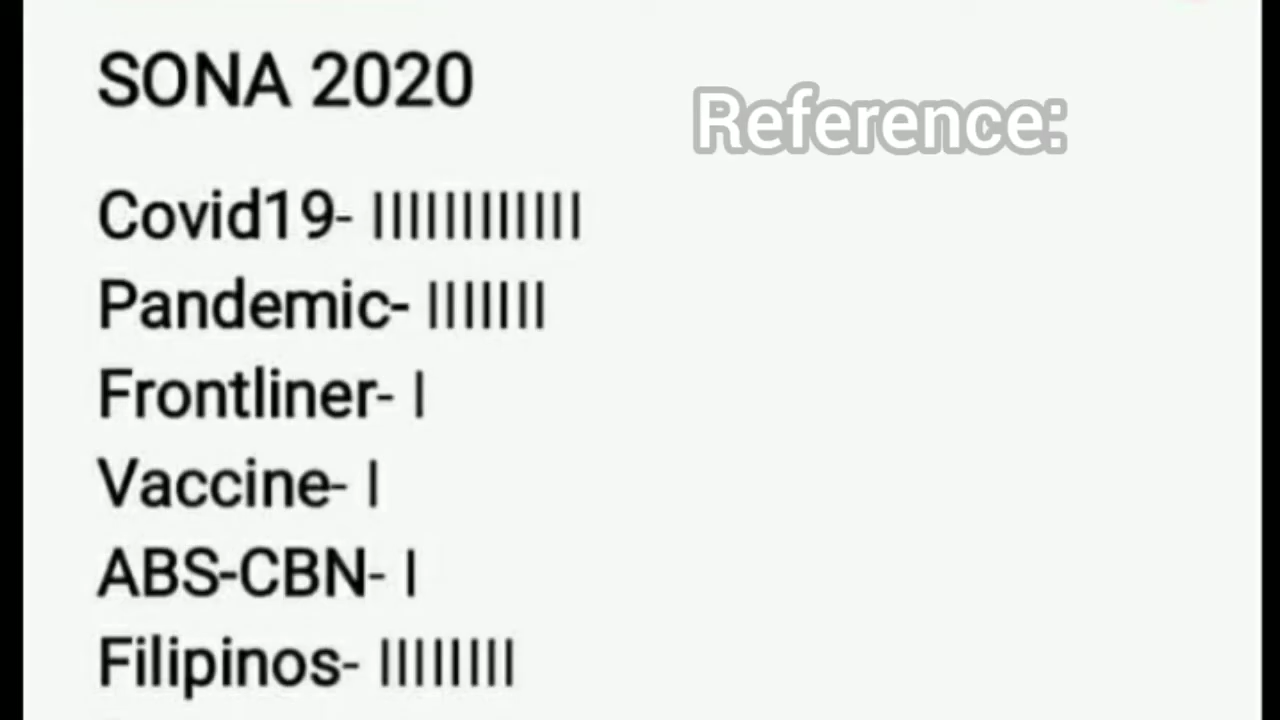 SONA 2020
Reference:
Covid19- IIIIIIIIIIII
Pandemic- IIIIIII
Frontliner- I
Vaccine- I
ABS-CBN- I
Filipinos- IIIIIIII